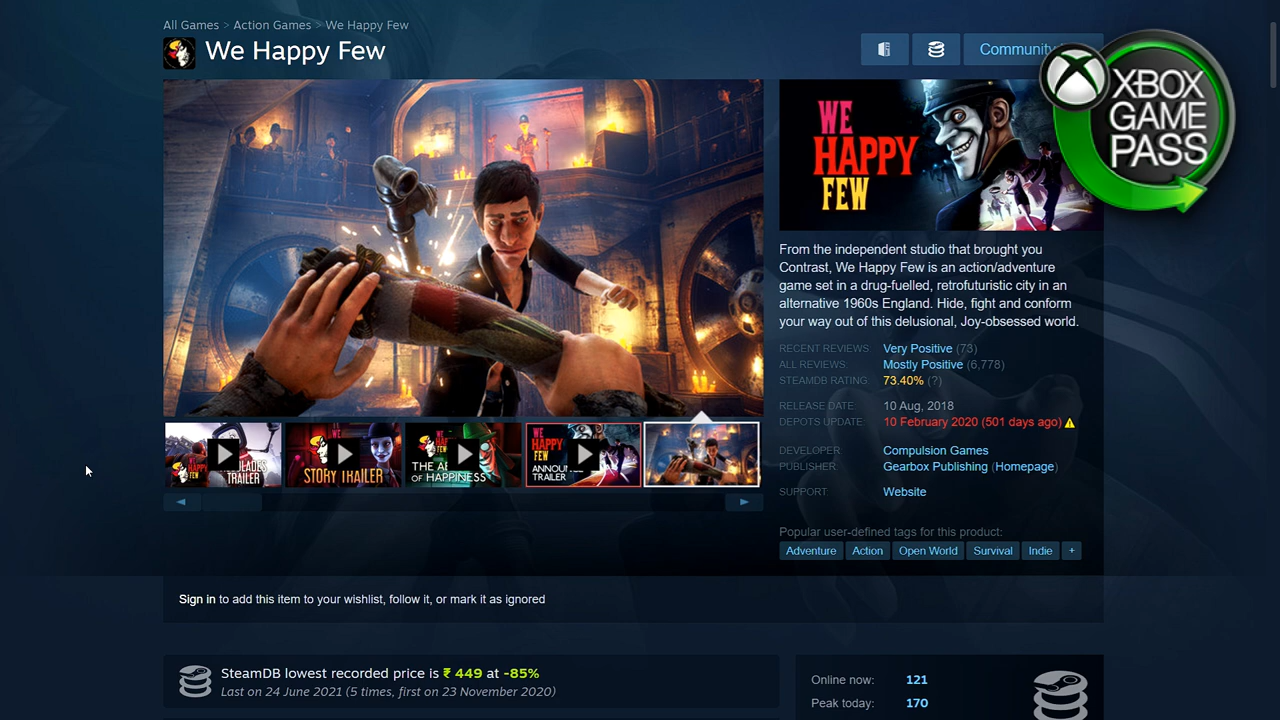 All Games > Action Games > We Happy Few
We Happy Few
Community
XBOX
GAME
PASS
WE
HAPPY
FEW
From the independent studio that brought you
Contrast, We Happy Few is an action/adventure
game set in a drug-fuelled, retrofuturistic city in an
alternative 1960s England. Hide, fight and conform
your way out of this delusional, Joy-obsessed world.
RECENT REVIEWS: Very Positive (73)
ALL REVIEWS: Mostly Positive (6,778)
STEAMDB RATING: 73.40% (?)
RELEASE DATE: 10 Aug, 2018
DEPOTS UPDATE: 10 February 2020 (501 days ago)
DEVELOPER: Compulsion Games
PUBLISHER: Gearbox Publishing (Homepage)
SUPPORT: Website
STORY TRAILER
OF HAPPINESS
WE
HAPPY
TRAILER
Popular user-defined tags for this product:
Adventure Action Open World Survival Indie +
Sign in to add this item to your wishlist, follow it, or mark it as ignored
SteamDB lowest recorded price is ₹ 449 at -85%
Last on 24 June 2021 (5 times, first on 23 November 2020)
Online now: 121
Peak today: 170